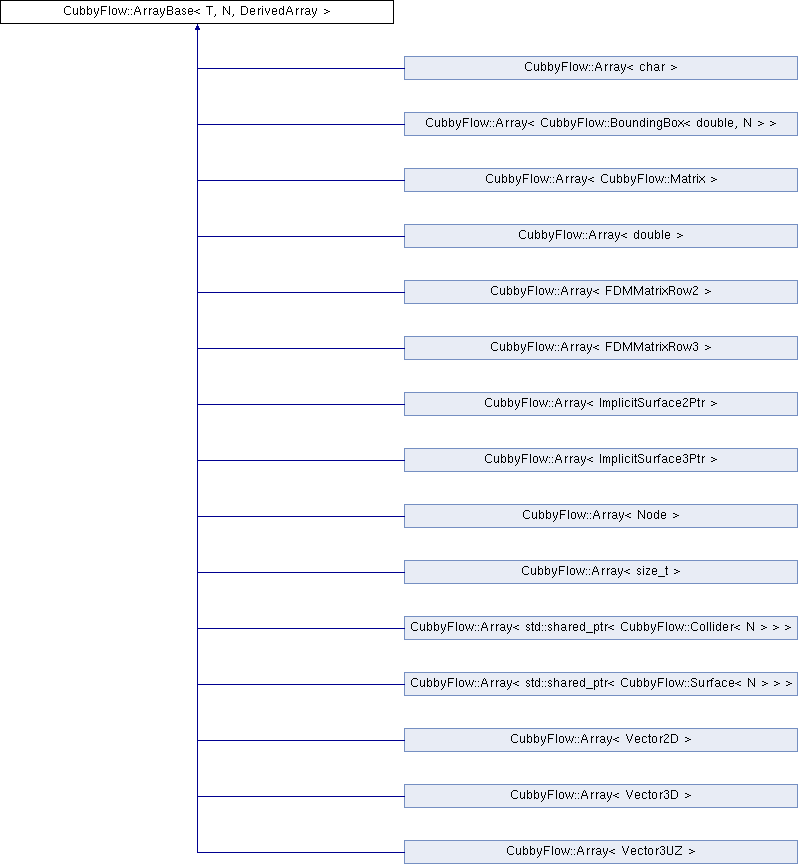 CubbyFlow::ArrayBase< T, N, DerivedArray >
CubbyFlow::Array< char >
CubbyFlow::Array< CubbyFlow::BoundingBox< double, N > >
CubbyFlow::Array< CubbyFlow::Matrix >
CubbyFlow::Array< double >
CubbyFlow::Array< FDMMatrixRow2 >
CubbyFlow::Array< FDMMatrixRow3 >
CubbyFlow::Array< ImplicitSurface2Ptr >
CubbyFlow::Array< ImplicitSurface3Ptr >
CubbyFlow::Array< Node >
CubbyFlow::Array< size_t >
CubbyFlow::Array< std::shared_ptr< CubbyFlow::Collider< N > > >
CubbyFlow::Array< std::shared_ptr< CubbyFlow::Surface< N > > >
CubbyFlow::Array< Vector2D >
CubbyFlow::Array< Vector3D >
CubbyFlow::Array< Vector3UZ >